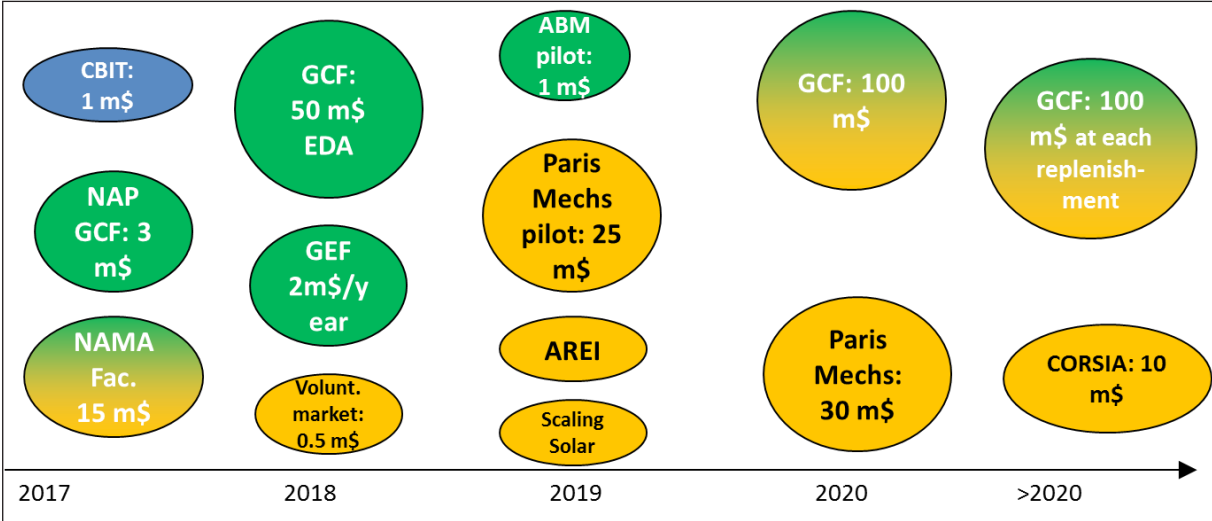 CBIT:
1 m$
NAP
GCF: 3
m$
NAMA
Fac.
15 m$
GCF:
50 m$
EDA
GEF
2m$/y
ear
Volunt.
market:
0.5 m$
ABM
pilot:
1 m$
Paris
Mechs
pilot: 25
m$
AREI
Scaling
Solar
GCF: 100
m$
Paris
Mechs:
30 m$
GCF: 100
m$ at each
replenish-
ment
CORSIA: 10
m$
2017
2018
2019
2020
>2020